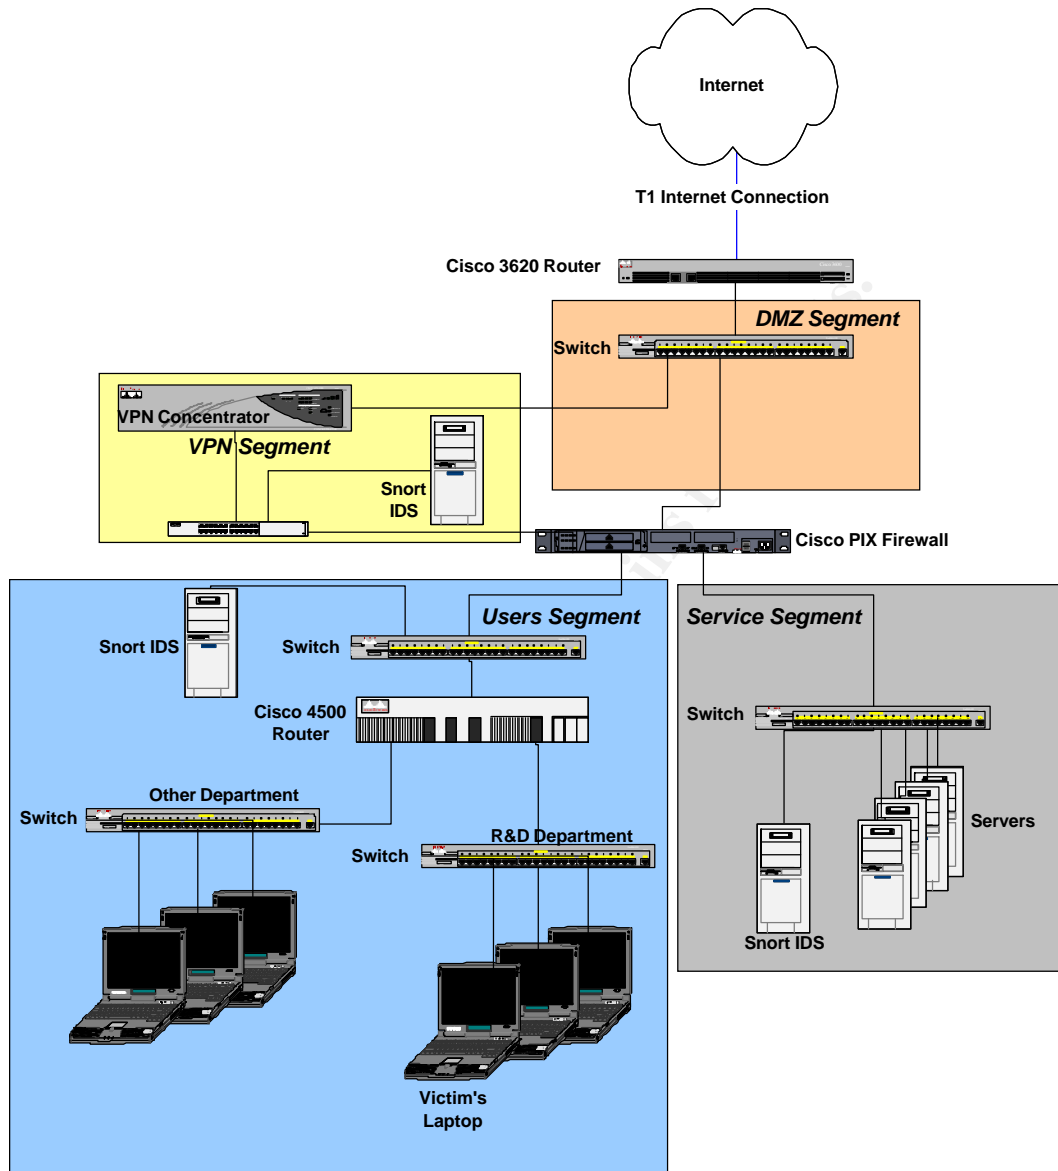 Internet
T1 Internet Connection
Cisco 3620 Router
DMZ Segment
Switch
VPN Concentrator
VPN Segment
Snort
IDS
Cisco PIX Firewall
Users Segment
Service Segment
Snort IDS
Switch
Cisco 4500
Router
Switch
Other Department
Switch
R&D Department
Switch
Servers
Snort IDS
Victim's
Laptop